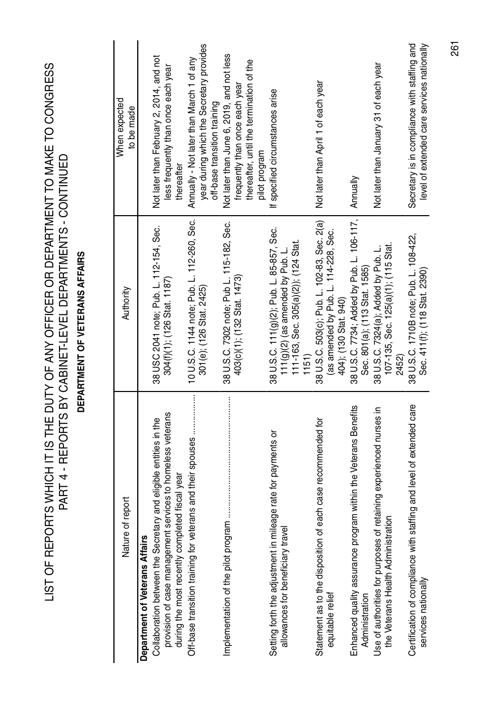 LIST OF REPORTS WHICH IT IS THE DUTY OF ANY OFFICER OR DEPARTMENT TO MAKE TO CONGRESS
PART 4 - REPORTS BY CABINET-LEVEL DEPARTMENTS - CONTINUED
DEPARTMENT OF VETERANS AFFAIRS
Nature of report
Authority
When expected
to be made
Department of Veterans Affairs
Collaboration between the Secretary and eligible entities in the
provision of case management services to homeless veterans
during the most recently completed fiscal year
38 USC 2041 note; Pub. L. 112-154, Sec.
304(f)(1); (126 Stat. 1187)
Not later than February 2, 2014, and not
less frequently than once each year
thereafter
Off-base transition training for veterans and their spouses
10 U.S.C. 1144 note; Pub. L. 112-260, Sec.
301(e); (126 Stat. 2425)
Annually - Not later than March 1 of any
year during which the Secretary provides
off-base transition training
Implementation of the pilot program
38 U.S.C. 7302 note; Pub. L. 115-182, Sec.
403(c)(1); (132 Stat. 1473)
Not later than June 6, 2019, and not less
frequently than once each year
thereafter, until the termination of the
pilot program
Setting forth the adjustment in mileage rate for payments or
allowances for beneficiary travel
38 U.S.C. 111(g)(2); Pub. L. 85-857, Sec.
111(g)(2) (as amended by Pub. L.
111-163, Sec. 305(a)(2)); (124 Stat.
1151)
If specified circumstances arise
Statement as to the disposition of each case recommended for
equitable relief
38 U.S.C. 503(c); Pub. L. 102-83, Sec. 2(a)
(as amended by Pub. L. 114-228, Sec.
404); (130 Stat. 940)
Not later than April 1 of each year
Enhanced quality assurance program within the Veterans Benefits
Administration
38 U.S.C. 7734; Added by Pub. L. 106-117,
Sec. 801(a); (113 Stat. 1585)
Annually
Use of authorities for purposes of retaining experienced nurses in
the Veterans Health Administration
38 U.S.C. 7324(a); Added by Pub. L.
107-135, Sec. 125(a)(1); (115 Stat.
2452)
Not later than January 31 of each year
Certification of compliance with staffing and level of extended care
services nationally
38 U.S.C. 1710B note; Pub. L. 108-422,
Sec. 411(f); (118 Stat. 2390)
Secretary is in compliance with staffing and
level of extended care services nationally
261